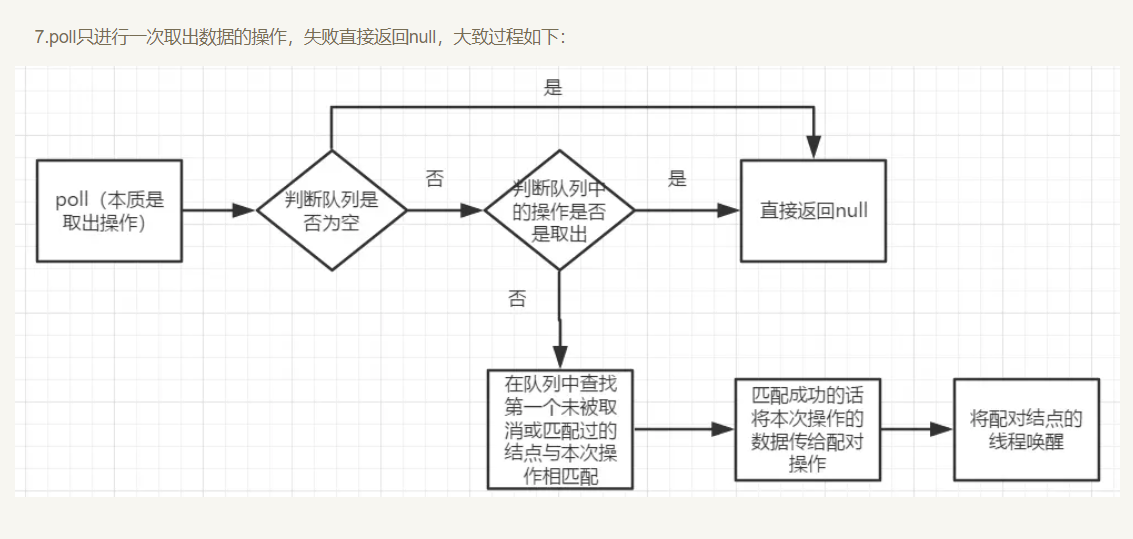 7.poll只进行一次取出数据的操作，失败直接返回null，大致过程如下：
是
poll（本质是
取出操作）
判断队列是
否为空
否
判断队列中
的操作是否
是取出
是
直接返回null
否
在队列中查找
第一个未被取
消或匹配过的
结点与本次操
作相匹配
匹配成功的话
将本次操作的
数据传给配对
操作
将配对结点的
线程唤醒